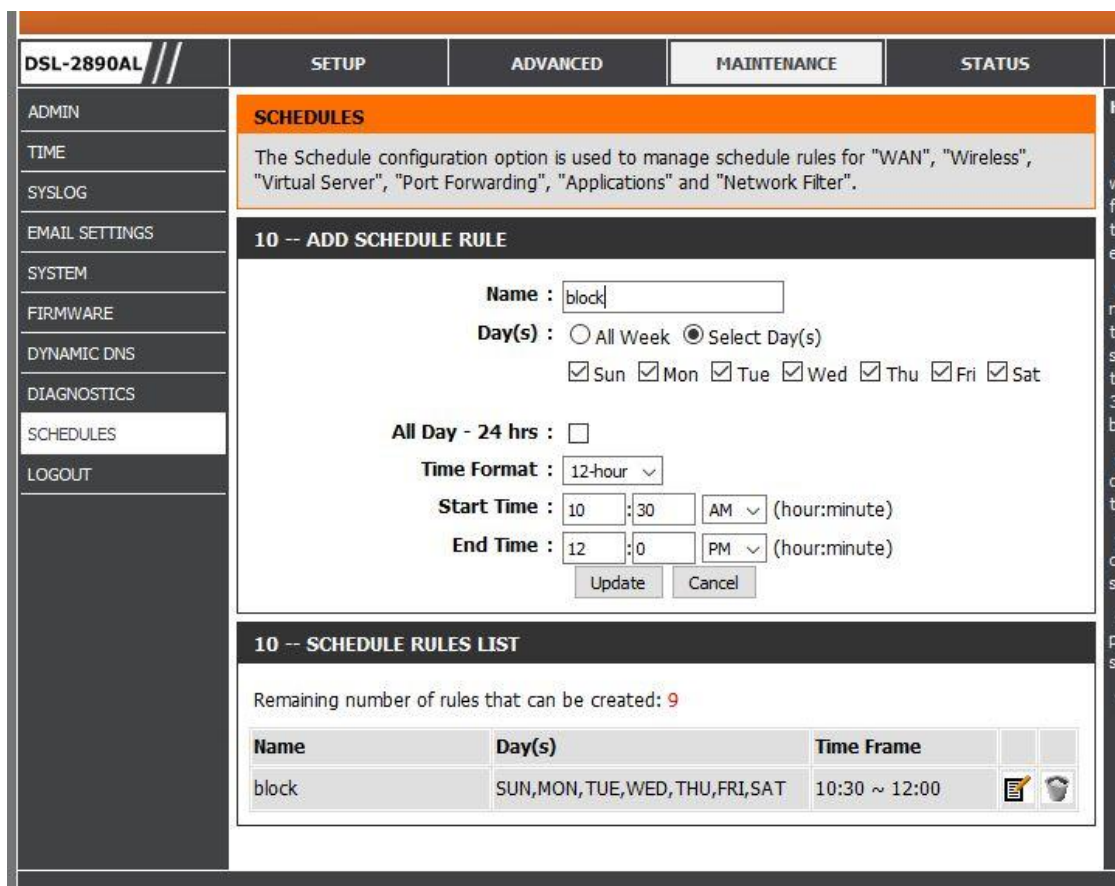 DSL-2890AL SETUP ADVANCED MAINTENANCE STATUS
ADMIN
TIME
SYSLOG
EMAIL SETTINGS
SYSTEM
FIRMWARE
DYNAMIC DNS
DIAGNOSTICS
SCHEDULES
LOGOUT
SCHEDULES
The Schedule configuration option is used to manage schedule rules for "WAN", "Wireless",
"Virtual Server", "Port Forwarding", "Applications" and "Network Filter".
10 -- ADD SCHEDULE RULE
Name : block
Day(s) : All Week Select Day(s)
Sun Mon Tue Wed Thu Fri Sat
All Day - 24 hrs :
Time Format : 12-hour
Start Time : 10 :30 AM (hour:minute)
End Time : 12 :0 PM (hour:minute)
Update Cancel
10 -- SCHEDULE RULES LIST
Remaining number of rules that can be created: 9
Name Day(s) Time Frame
block SUN,MON,TUE,WED,THU,FRI,SAT 10:30 ~ 12:00